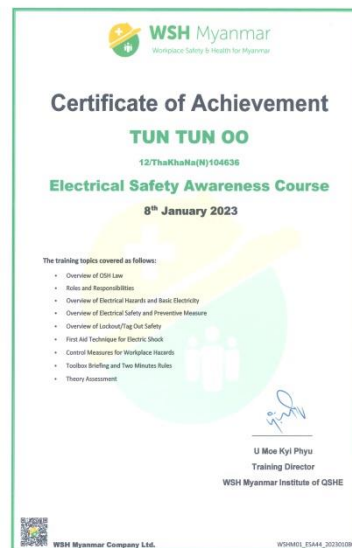 WSH Myanmar
Workplace Safety & Health for Myanmar
Certificate of Achievement
TUN TUN OO
12/ThaKhaNa(N)104636
Electrical Safety Awareness Course
8th January 2023
The training topics covered as follows:
• Overview of OSH Law
• Roles and Responsibilities
• Overview of Electrical Hazards and Basic Electricity
• Overview of Electrical Safety and Preventive Measure
• Overview of Lockout/Tag Out Safety
• First Aid Technique for Electric Shock
• Control Measures for Workplace Hazards
• Toolbox Briefing and Two Minutes Rules
• Theory Assessment
U Moe Kyi Phyu
Training Director
WSH Myanmar Institute of QSHE
WSH Myanmar Company Ltd.
WSHM01_ESA44_20230108